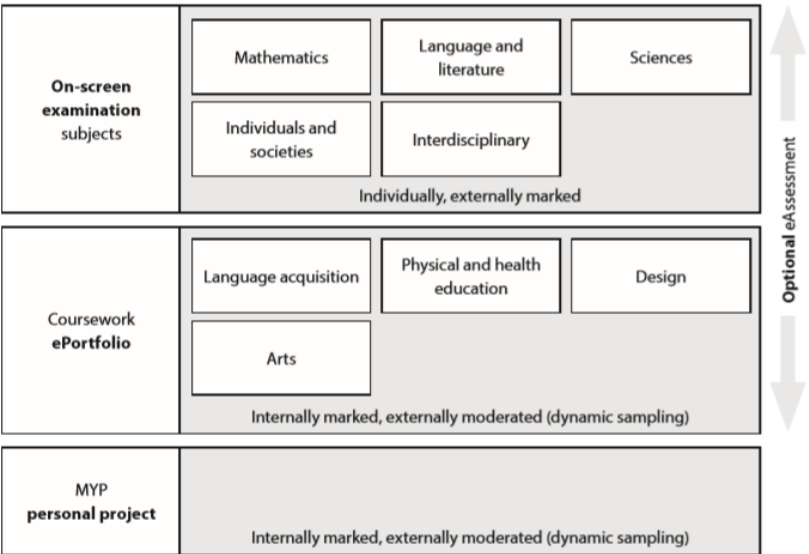 On-screen
examination
subjects
Mathematics
Language and
literature
Sciences
Individuals and
societies
Interdisciplinary
Individually, externally marked
Coursework
ePortfolio
Language acquisition
Physical and health
education
Design
Arts
Internally marked, externally moderated (dynamic sampling)
MYP
personal project
Internally marked, externally moderated (dynamic sampling)
Optional eAssessment